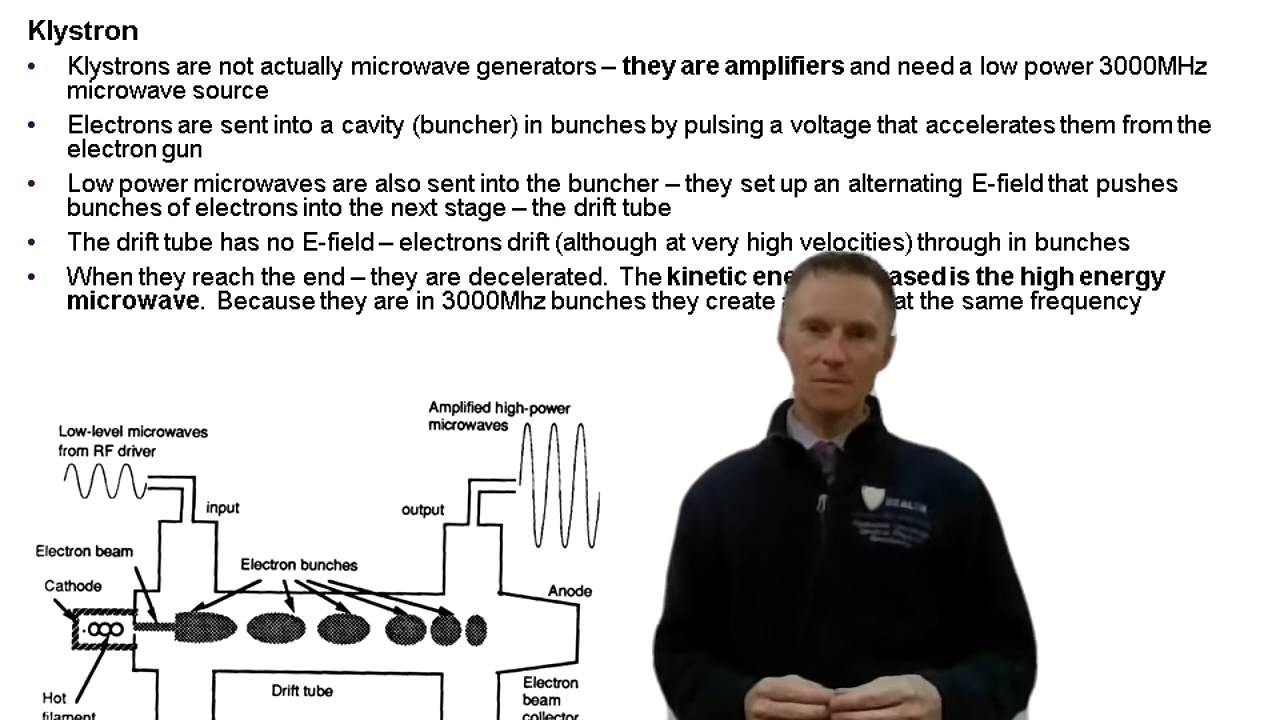 Klystron
• Klystrons are not actually microwave generators – they are amplifiers and need a low power 3000MHz
microwave source
• Electrons are sent into a cavity (buncher) in bunches by pulsing a voltage that accelerates them from the
electron gun
• Low power microwaves are also sent into the buncher – they set up an alternating E-field that pushes
bunches of electrons into the next stage – the drift tube
• The drift tube has no E-field – electrons drift (although at very high velocities) through in bunches
• When they reach the end – they are decelerated. The kinetic is the high energy
microwave. Because they are in 3000Mhz bunches they create at the same frequency
Amplified high-power
microwaves
Low-level microwaves
from RF driver
input
output
Electron beam
Electron bunches
Cathode
Anode
Drift tube
Electron
beam
collector
Hot
filament
HEALTH